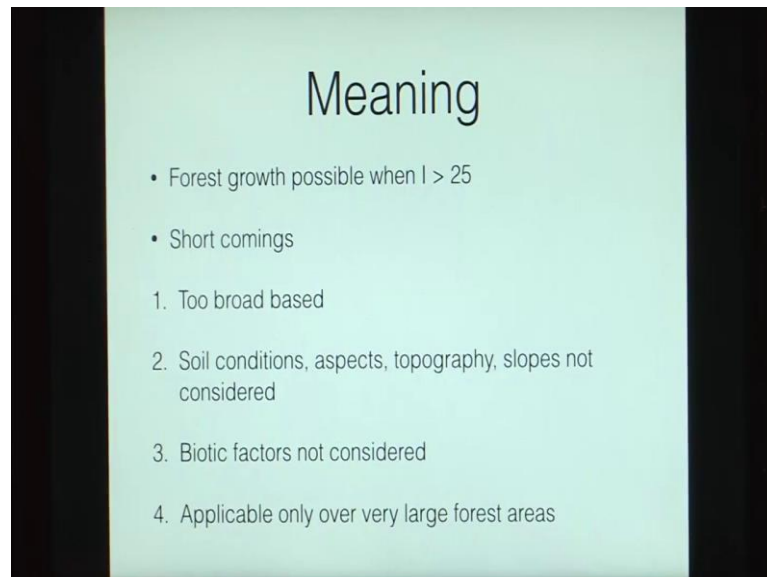 Meaning
• Forest growth possible when I > 25
• Short comings
1. Too broad based
2. Soil conditions, aspects, topography, slopes not
considered
3. Biotic factors not considered
4. Applicable only over very large forest areas